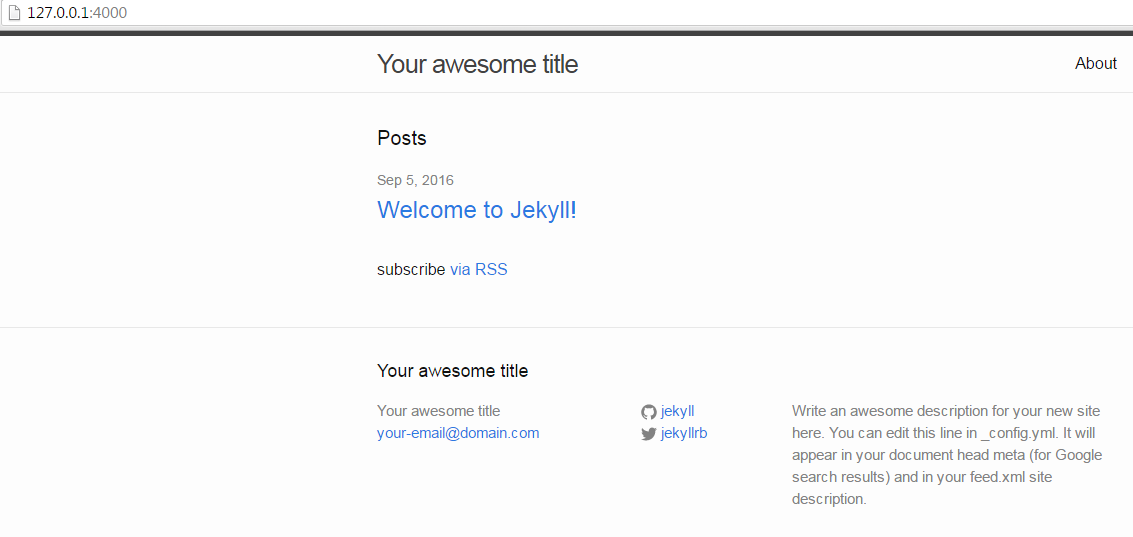 127.0.0.1:4000
Your awesome title
About
Posts
Sep 5, 2016
Welcome to Jekyll!
subscribe via RSS
Your awesome title
Your awesome title
your-email@domain.com
jekyll
jekyllrb
Write an awesome description for your new site
here. You can edit this line in _config.yml. It will
appear in your document head meta (for Google
search results) and in your feed.xml site
description.